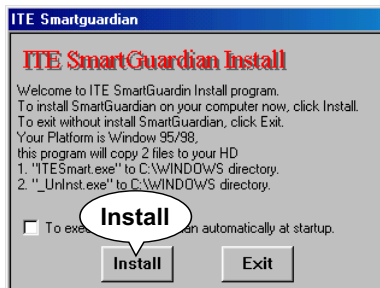 ITE Smartguardian
ITE SmartGuardian Install
Welcome to ITE SmartGuardin Install program.
To install SmartGuardian on your computer now, click Install.
To exit without install SmartGuardian, click Exit.
Your Platform is Window 95/98,
this program will copy 2 files to your HD
1. "ITESmart.exe" to C:\WINDOWS directory.
2. "_UnInst.exe" to C:\WINDOWS directory.
Install
To automatically at startup.
Install Exit